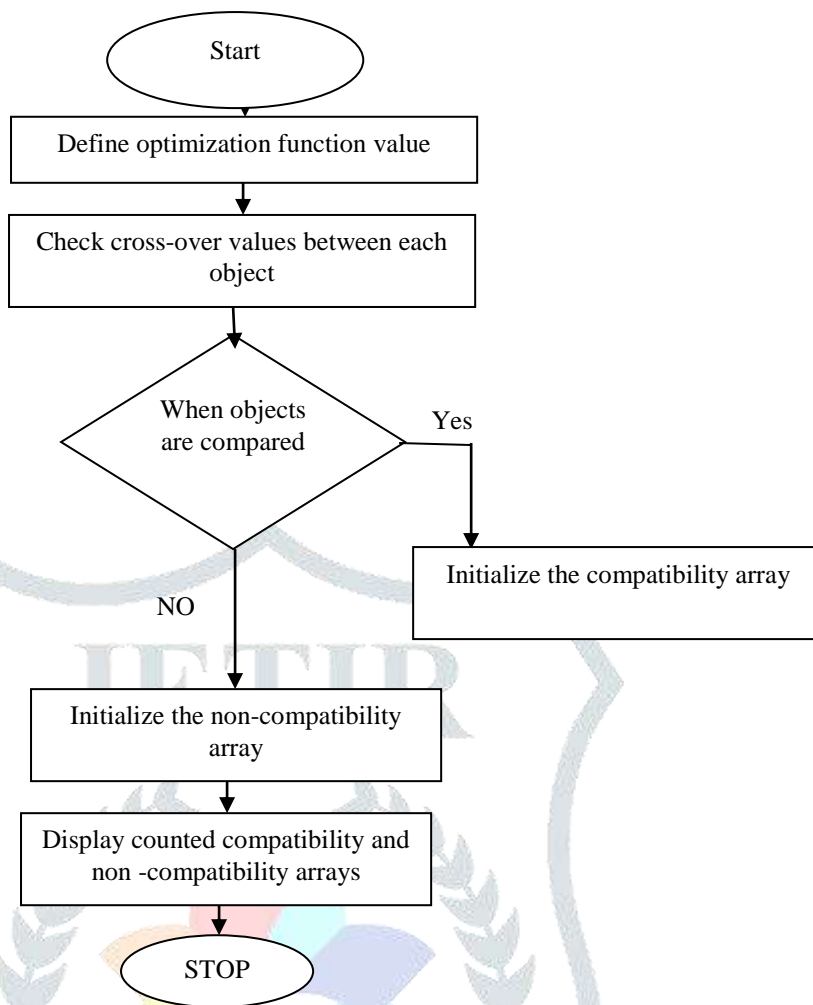 Start
Define optimization function value
Check cross-over values between each
object
When objects
are compared
Yes
Initialize the compatibility array
NO
JETIR
Initialize the non-compatibility
array
Display counted compatibility and
non -compatibility arrays
STOP